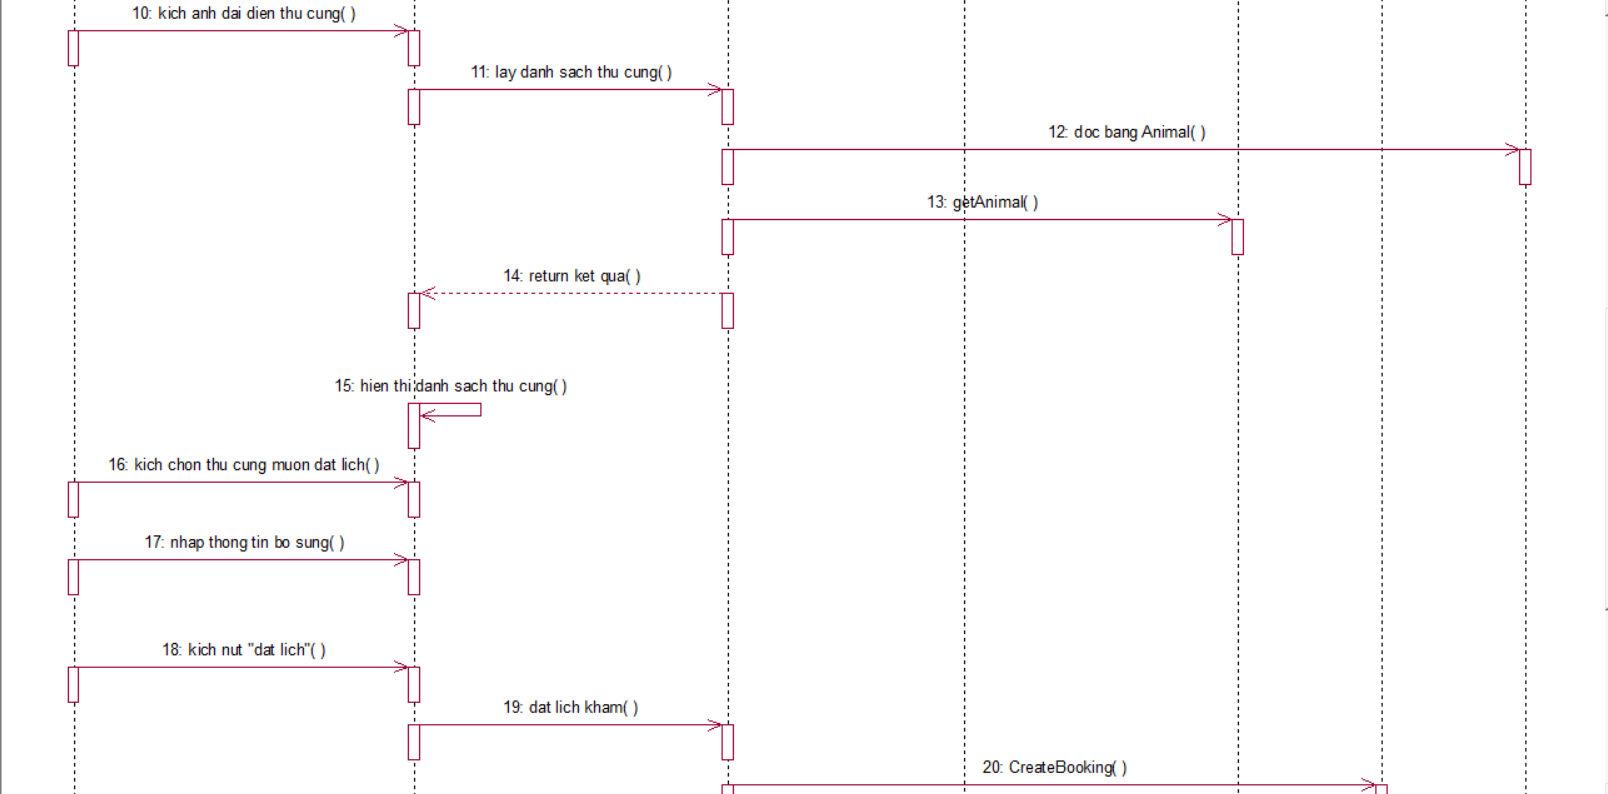 10: kich anh dai dien thu cung( )
11: lay danh sach thu cung( )
12: doc bang Animal( )
13: getAnimal( )
14: return ket qua( )
15: hien thi danh sach thu cung( )
16: kich chon thu cung muon dat lich( )
17: nhap thong tin bo sung( )
18: kich nut "dat lich"( )
19: dat lich kham( )
20: CreateBooking( )